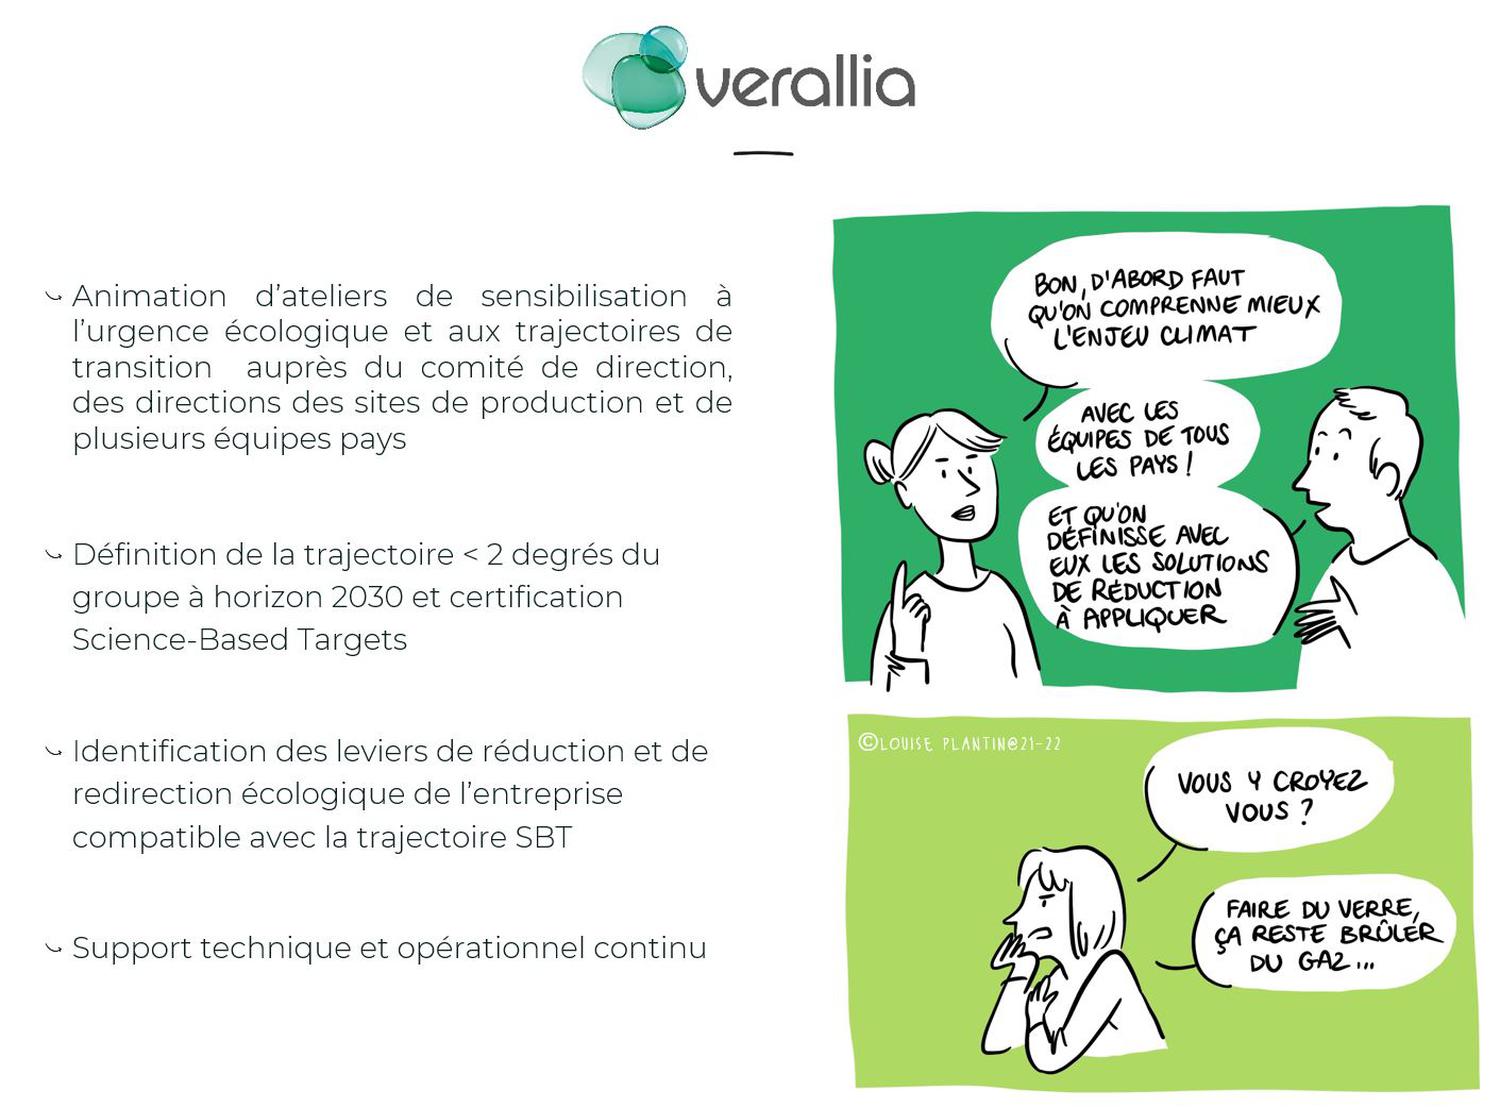 verallia
Animation d’ateliers de sensibilisation à
l’urgence écologique et aux trajectoires de
transition auprès du comité de direction,
des directions des sites de production et de
plusieurs équipes pays
Définition de la trajectoire < 2 degrés du
groupe à horizon 2030 et certification
Science-Based Targets
Identification des leviers de réduction et de
redirection écologique de l’entreprise
compatible avec la trajectoire SBT
Support technique et opérationnel continu
BON, D'ABORD FAUT
QU'ON COMPRENNE MIEUX
L'ENJEU CLIMAT
AVEC LES
ÉQUIPES DE TOUS
LES PAYS !
ET QU'ON
DÉFINISSE AVEC
EUX LES SOLUTIONS
DE RÉDUCTION
À APPLIQUER
©LOUISE PLANTIN@21-22
VOUS Y CROYEZ
VOUS ?
FAIRE DU VERRE,
ÇA RESTE BRÛLER
DU GAZ...